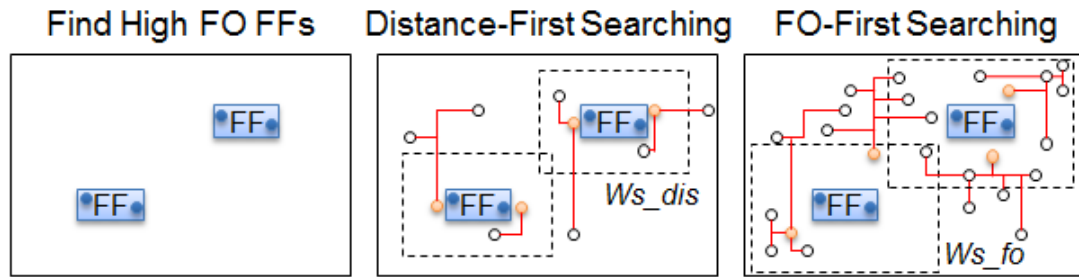 Find High FO FFs
Distance-First Searching
FO-First Searching
FF
FF
FF
FF
Ws_dis
FF
FF
Ws_fo